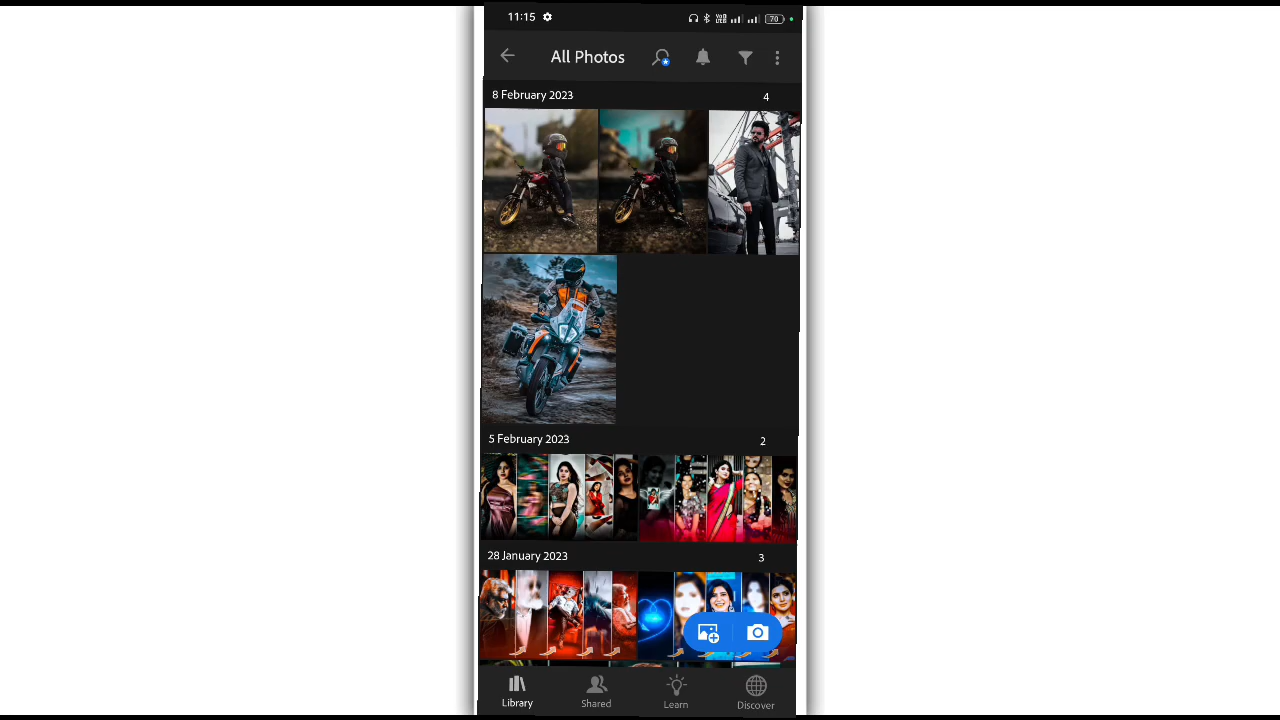 11:15
70
All Photos
8 February 2023
4
5 February 2023
2
28 January 2023
3
Library
Shared
Learn
Discover